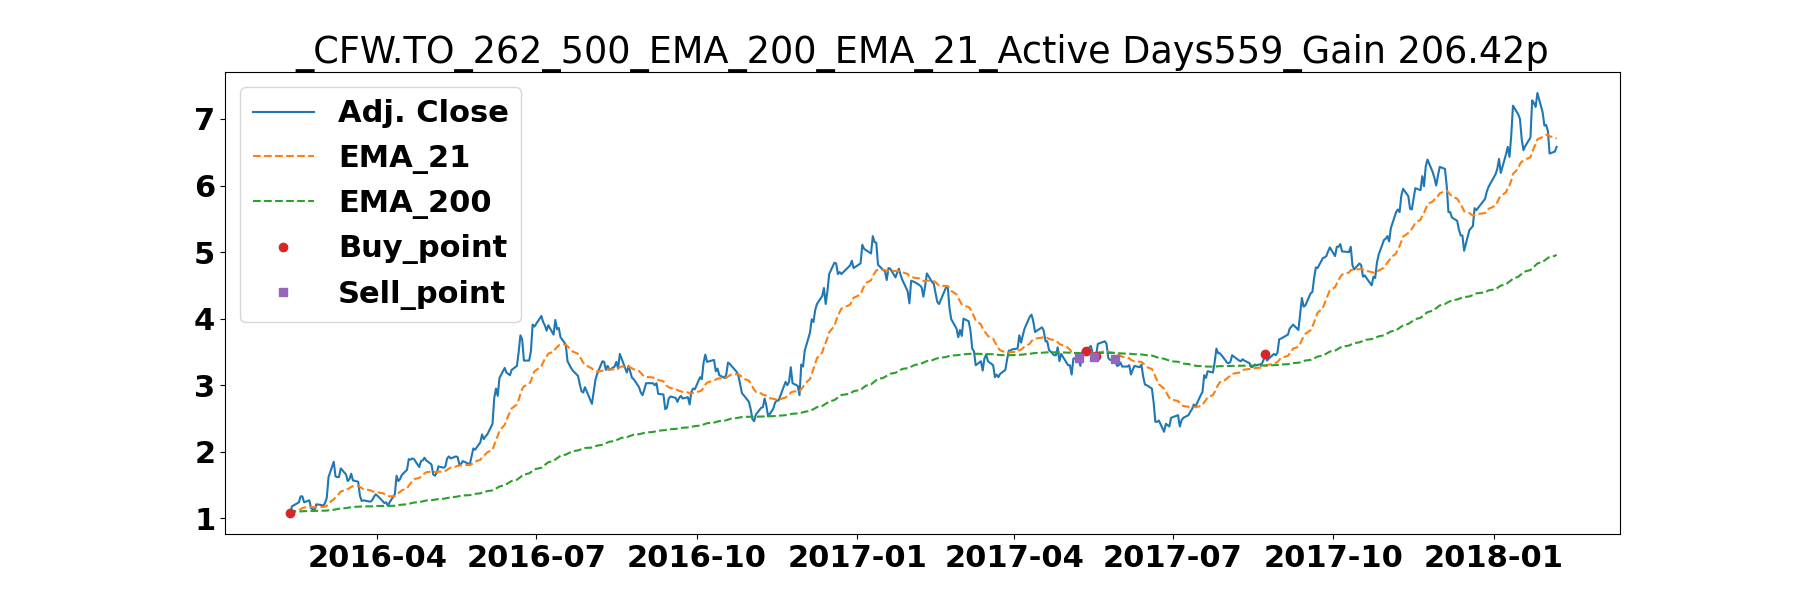 _CFW.TO_262_500_EMA_200_EMA_21_Active Days559_Gain 206.42p
Adj. Close
EMA_21
EMA_200
Buy_point
Sell_point
7
6
5
4
3
2
1
2016-04 2016-07 2016-10 2017-01 2017-04 2017-07 2017-10 2018-01